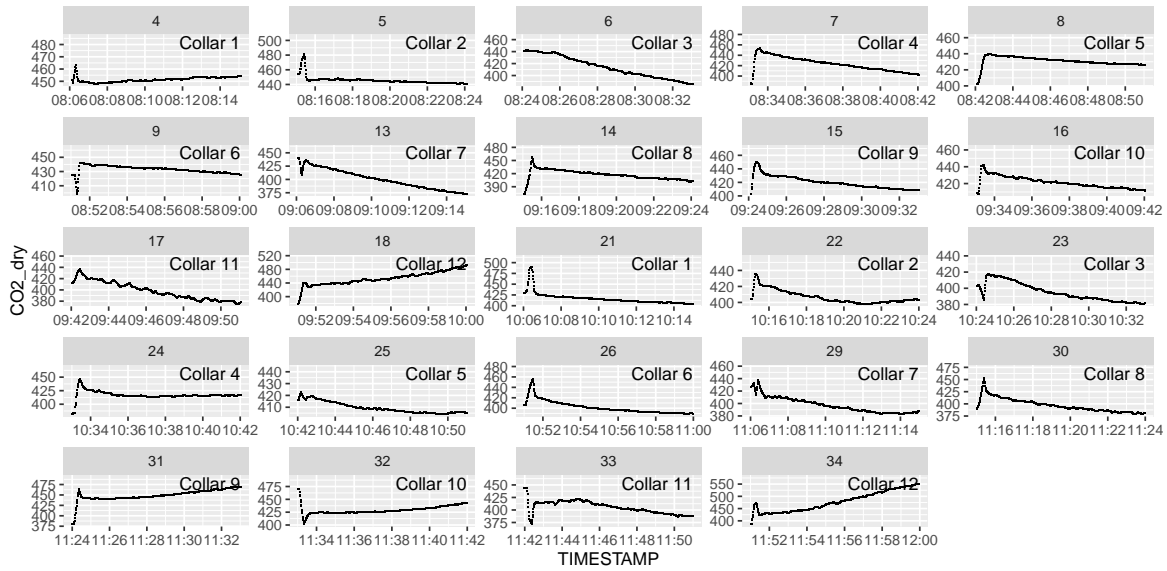 4
Collar 1
480
470
460
450
08:06 08:08 08:10 08:12 08:14
5
Collar 2
500
480
460
440
08:16 08:18 08:20 08:22 08:24
6
Collar 3
460
440
420
400
08:24 08:26 08:28 08:30 08:32
7
Collar 4
480
460
440
420
400
08:34 08:36 08:38 08:40 08:42
8
Collar 5
440
420
400
08:42 08:44 08:46 08:48 08:50
9
Collar 6
450
430
410
08:52 08:54 08:56 08:58 09:00
13
Collar 7
450
425
400
375
09:06 09:08 09:10 09:12 09:14
14
Collar 8
480
450
420
390
09:16 09:18 09:20 09:22 09:24
15
Collar 9
460
440
420
400
09:24 09:26 09:28 09:30 09:32
16
Collar 10
440
420
09:34 09:36 09:38 09:40 09:42
17
Collar 11
460
440
420
400
380
09:42 09:44 09:46 09:48 09:50
18
Collar 12
520
480
440
400
09:52 09:54 09:56 09:58 10:00
21
Collar 1
500
475
450
425
400
10:06 10:08 10:10 10:12 10:14
22
Collar 2
440
420
400
10:16 10:18 10:20 10:22 10:24
23
Collar 3
440
420
400
380
10:24 10:26 10:28 10:30 10:32
24
Collar 4
450
425
400
10:34 10:36 10:38 10:40 10:42
25
Collar 5
440
430
420
410
10:42 10:44 10:46 10:48 10:50
26
Collar 6
480
460
440
420
400
10:52 10:54 10:56 10:58 11:00
29
Collar 7
460
440
420
400
380
11:06 11:08 11:10 11:12 11:14
30
Collar 8
475
450
425
400
375
11:16 11:18 11:20 11:22 11:24
31
Collar 9
475
450
425
400
375
11:24 11:26 11:28 11:30 11:32
32
Collar 10
475
450
425
400
11:34 11:36 11:38 11:40 11:42
33
Collar 11
450
425
400
375
11:42 11:44 11:46 11:48 11:50
34
Collar 12
550
500
450
400
11:52 11:54 11:56 11:58 12:00
CO2_dry
TIMESTAMP